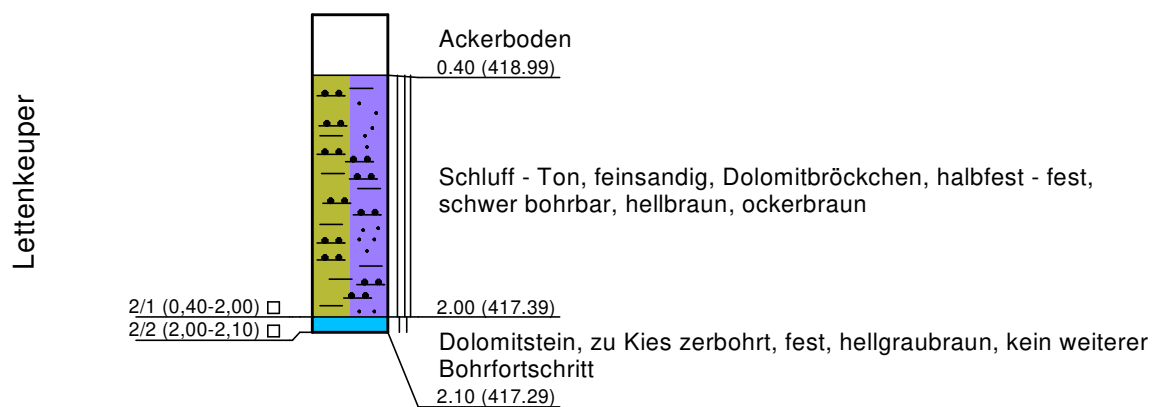 Ackerboden
0.40 (418.99)
Lettenkeuper
Schluff - Ton, feinsandig, Dolomitbröckchen, halbfest - fest,
schwer bohrbar, hellbraun, ockerbraun
2/1 (0,40-2,00)
2.00 (417.39)
2/2 (2,00-2,10)
Dolomitstein, zu Kies zerbohrt, fest, hellgraubraun, kein weiterer
Bohrfortschritt
2.10 (417.29)